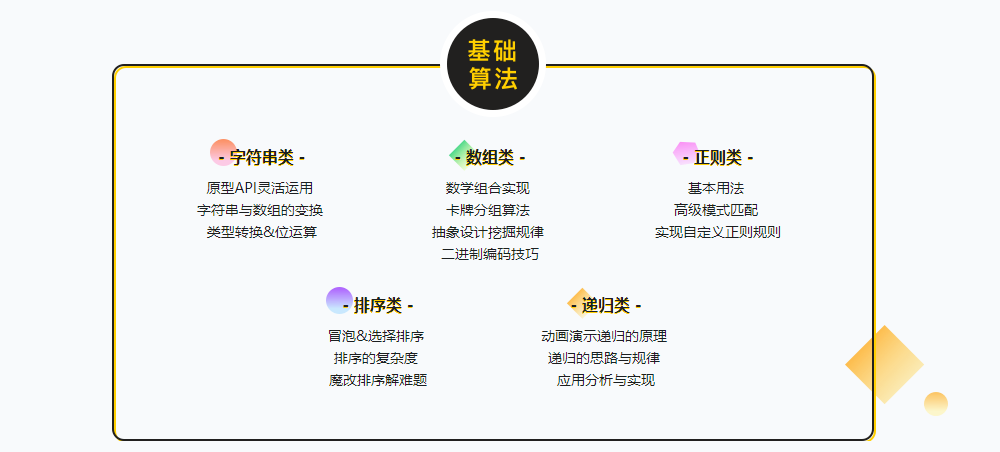 基础
算法
- 字符串类 -
原型API灵活运用
字符串与数组的变换
类型转换&位运算
- 数组类 -
数学组合实现
卡牌分组算法
抽象设计挖掘规律
二进制编码技巧
- 正则类 -
基本用法
高级模式匹配
实现自定义正则规则
- 排序类 -
冒泡&选择排序
排序的复杂度
魔改排序解难题
- 递归类 -
动画演示递归的原理
递归的思路与规律
应用分析与实现